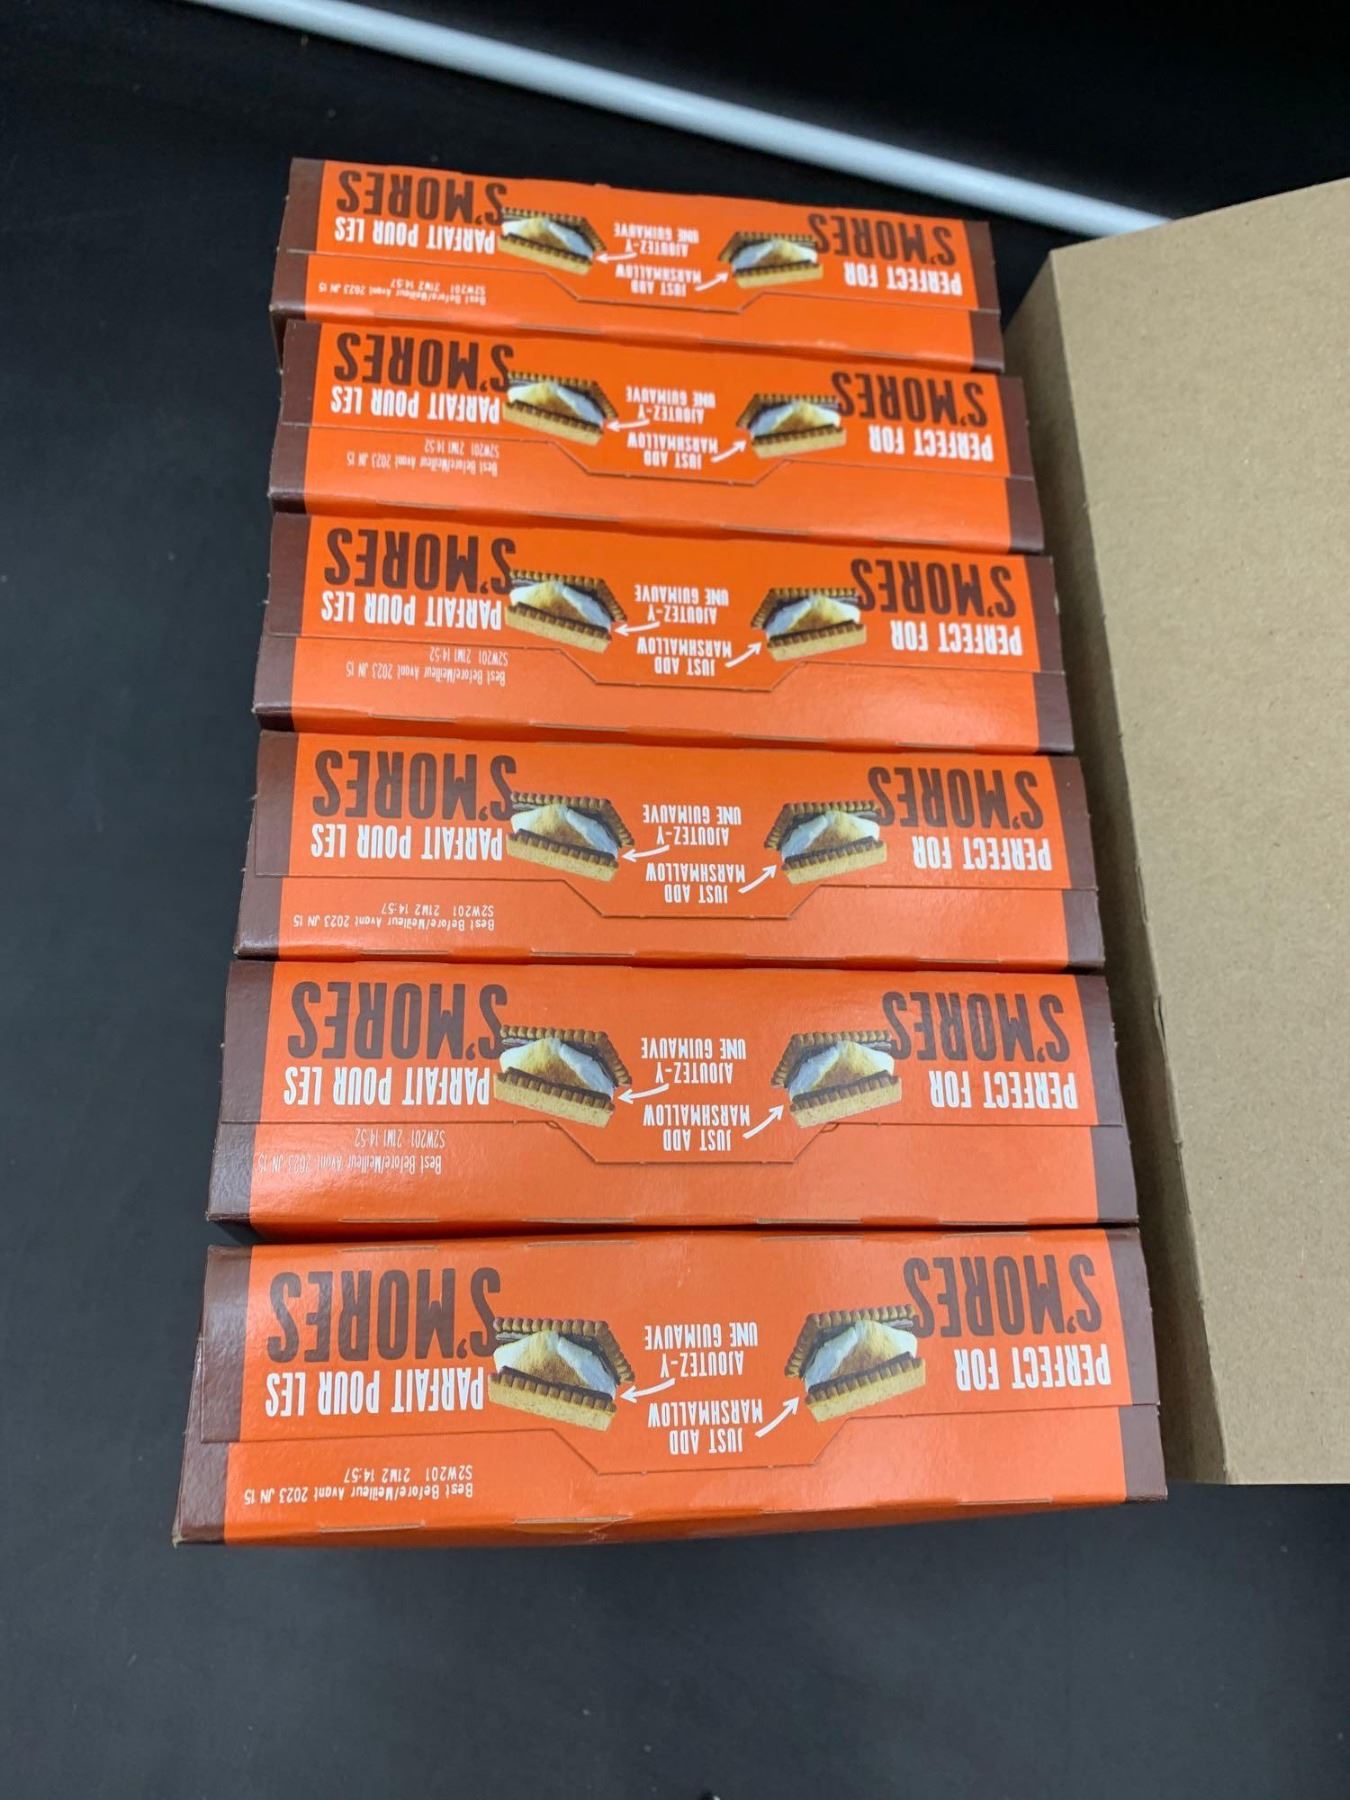 Best Before/Meilleur Avant 2023 JN 15
S2W201 21M2 14:57
PERFECT FOR
S'MORES
JUST ADD
MARSHMALLOW
AJOUTEZ-Y
UNE GUIMAUVE
PARFAIT POUR LES
S'MORES
Best Before/Meilleur Avant 2023 JN 15
S2W201 21M1 14:52
PERFECT FOR
S'MORES
JUST ADD
MARSHMALLOW
AJOUTEZ-Y
UNE GUIMAUVE
PARFAIT POUR LES
S'MORES
Best Before/Meilleur Avant 2023 JN 15
S2W201 21M2 14:57
PERFECT FOR
S'MORES
JUST ADD
MARSHMALLOW
AJOUTEZ-Y
UNE GUIMAUVE
PARFAIT POUR LES
S'MORES
Best Before/Meilleur Avant 2023 JN 15
S2W201 21M1 14:52
PERFECT FOR
S'MORES
JUST ADD
MARSHMALLOW
AJOUTEZ-Y
UNE GUIMAUVE
PARFAIT POUR LES
S'MORES
Best Before/Meilleur Avant 2023 JN 15
S2W201 21M1 14:52
PERFECT FOR
S'MORES
JUST ADD
MARSHMALLOW
AJOUTEZ-Y
UNE GUIMAUVE
PARFAIT POUR LES
S'MORES
Best Before/Meilleur Avant 2023 JN 15
S2W201 21M2 14:57
PERFECT FOR
S'MORES
JUST ADD
MARSHMALLOW
AJOUTEZ-Y
UNE GUIMAUVE
PARFAIT POUR LES
S'MORES